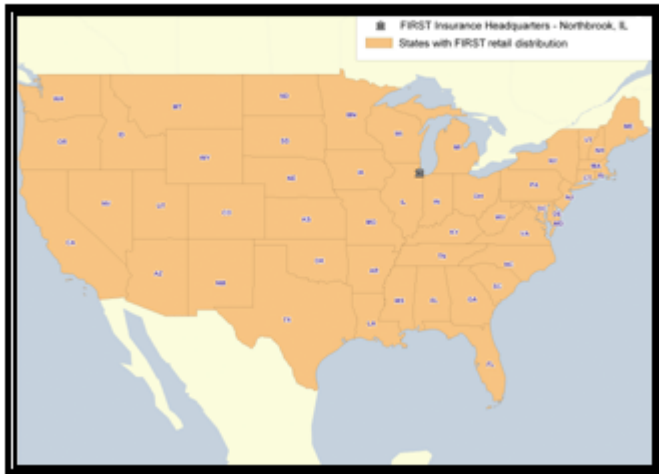 FIRST Insurance Headquarters - Northbrook, IL
States with FIRST retail distribution
WA
MT
ND
MN
OR
ID
SD
WI
MI
ME
VT
NH
WY
NY
MA
CT
RI
NE
IA
PA
NJ
NV
UT
CO
IL
IN
OH
DC
DE
MD
KS
MO
WV
VA
KY
CA
OK
TN
NC
AZ
NM
AR
SC
MS
AL
GA
TX
LA
FL